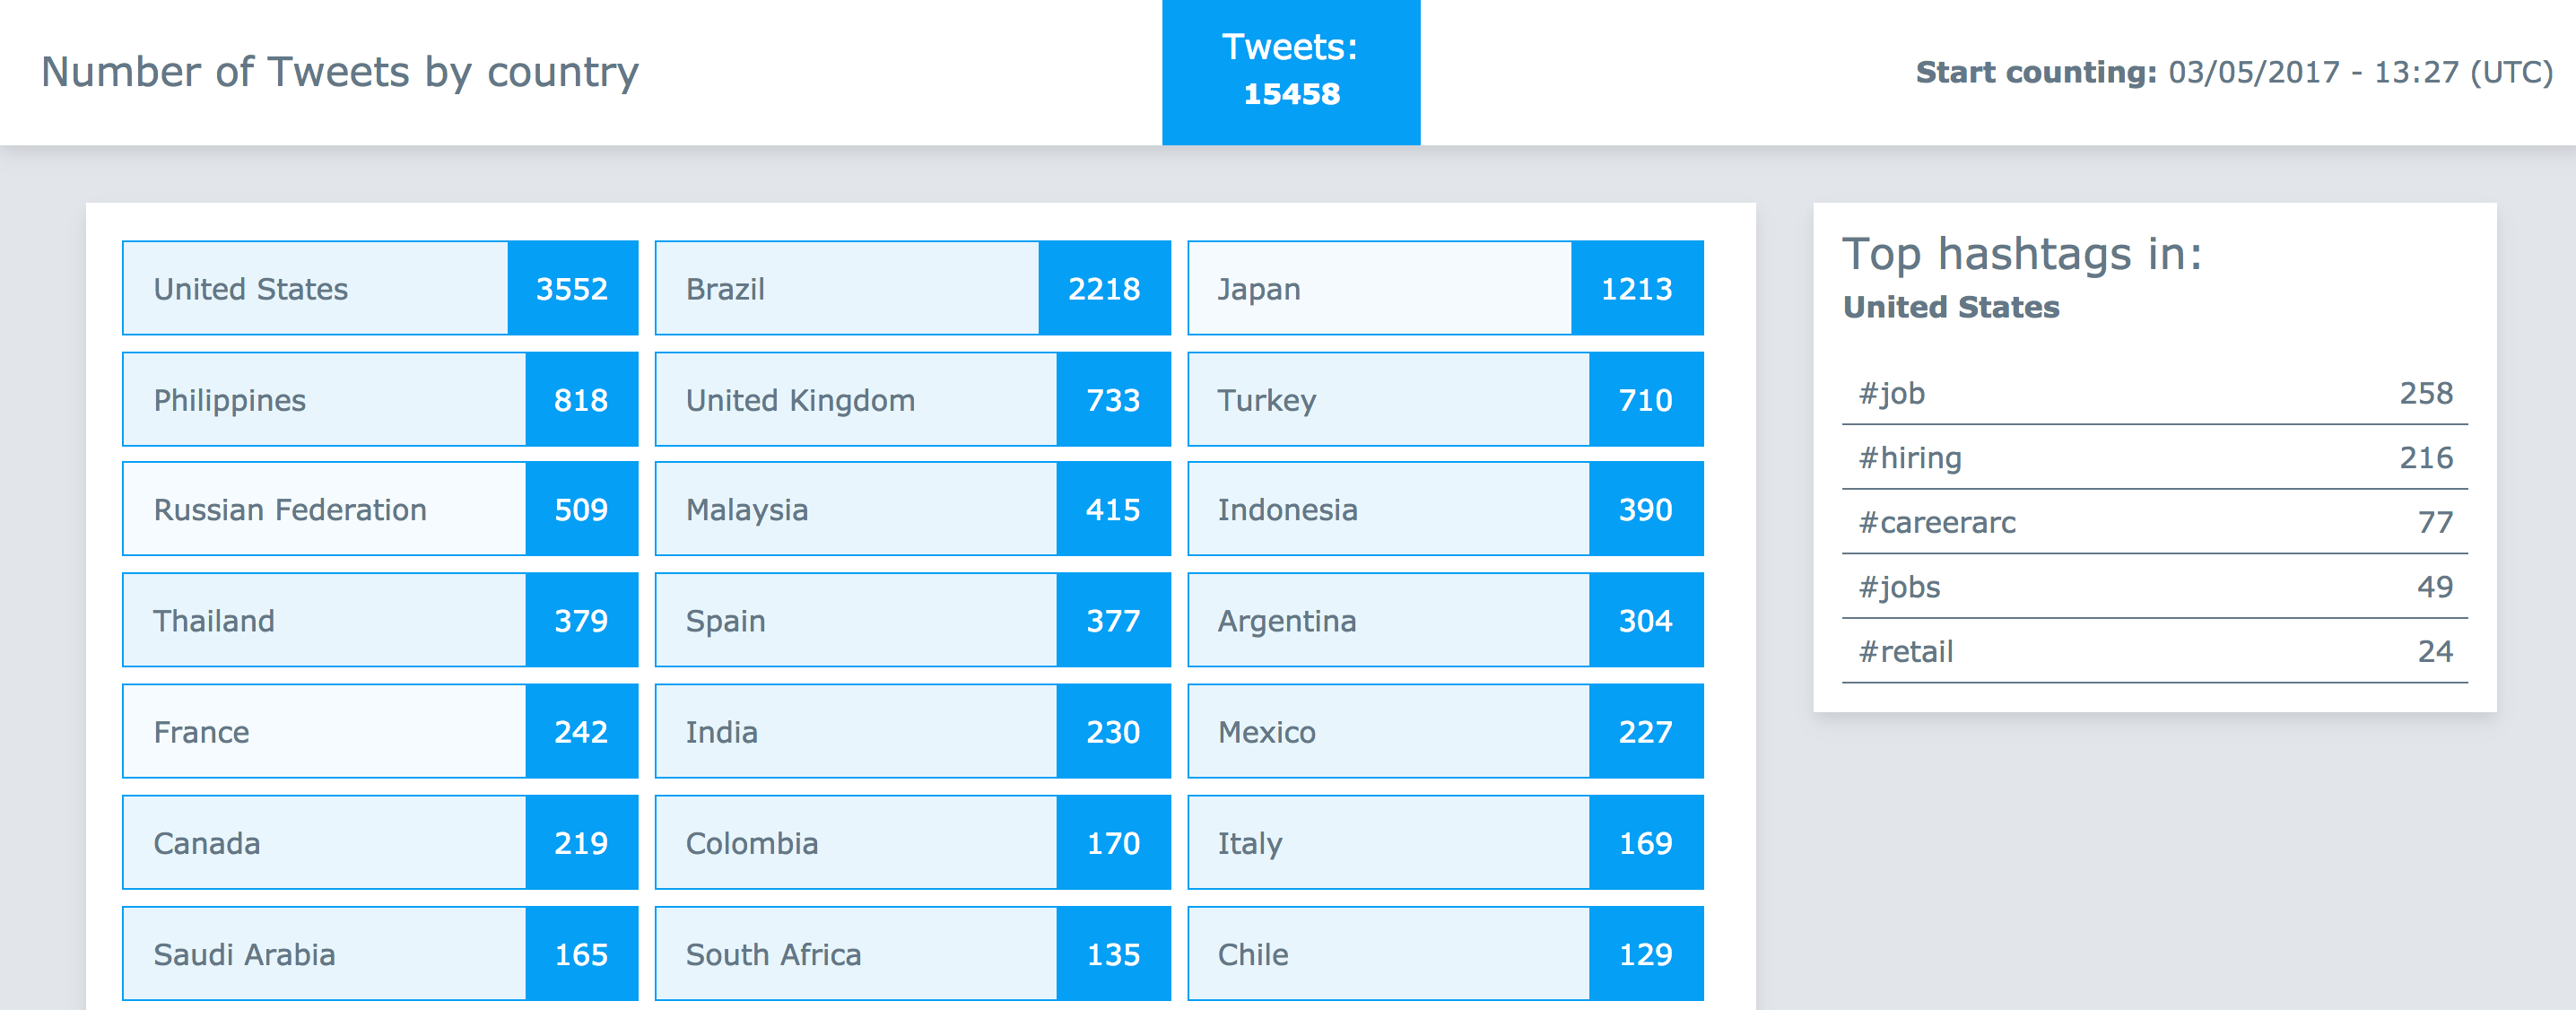 Number of Tweets by country
Tweets:
15458
Start counting: 03/05/2017 - 13:27 (UTC)
United States 3552 Brazil 2218 Japan 1213
Philippines 818 United Kingdom 733 Turkey 710
Russian Federation 509 Malaysia 415 Indonesia 390
Thailand 379 Spain 377 Argentina 304
France 242 India 230 Mexico 227
Canada 219 Colombia 170 Italy 169
Saudi Arabia 165 South Africa 135 Chile 129
Top hashtags in:
United States
#job 258
#hiring 216
#careerarc 77
#jobs 49
#retail 24